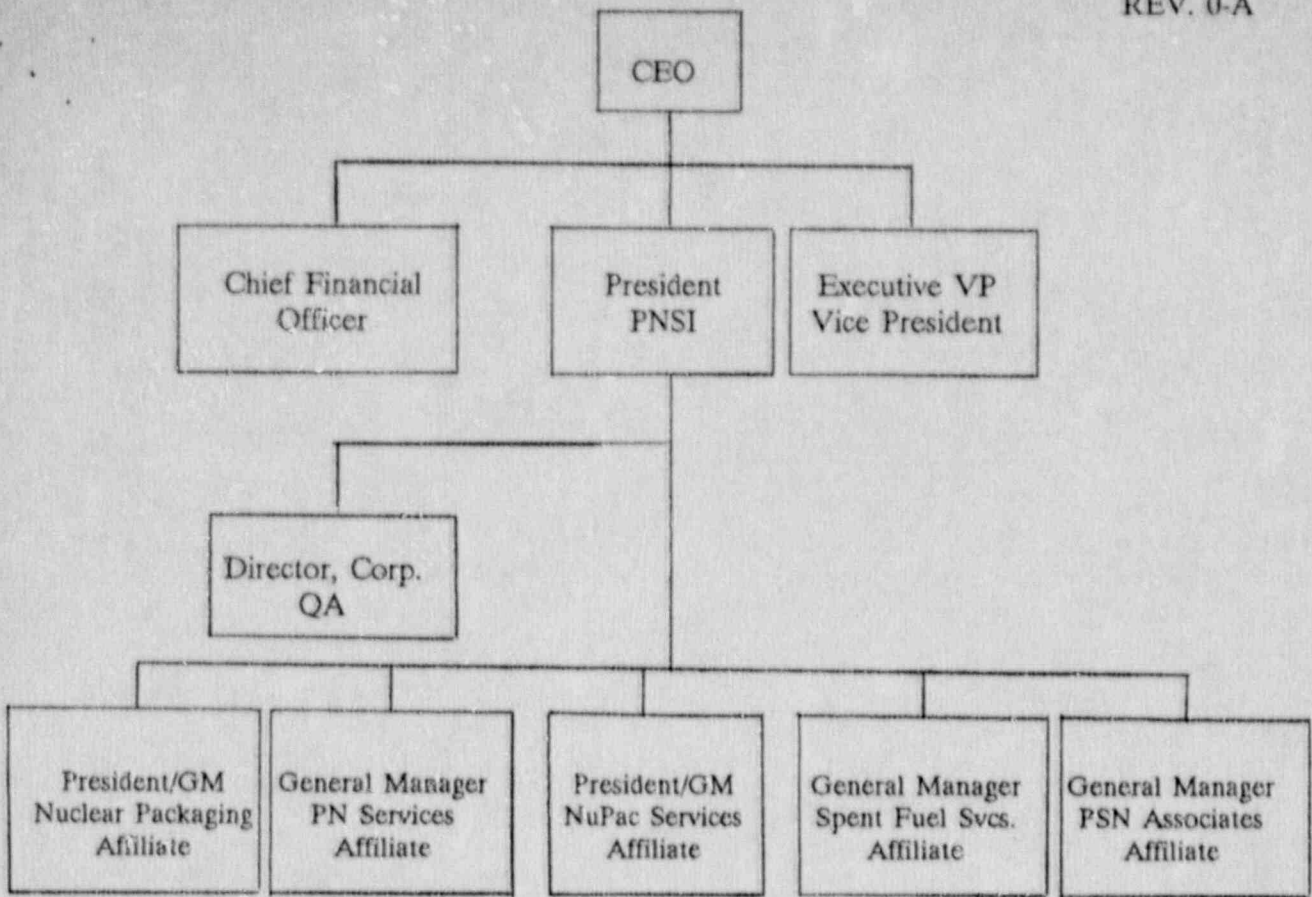 REV. 0-A
CEO
Chief Financial
Officer
President
PNSI
Executive VP
Vice President
Director, Corp.
QA
President/GM
Nuclear Packaging
Affiliate
General Manager
PN Services
Affiliate
President/GM
NuPac Services
Affiliate
General Manager
Spent Fuel Svcs.
Affiliate
General Manager
PSN Associates
Affiliate